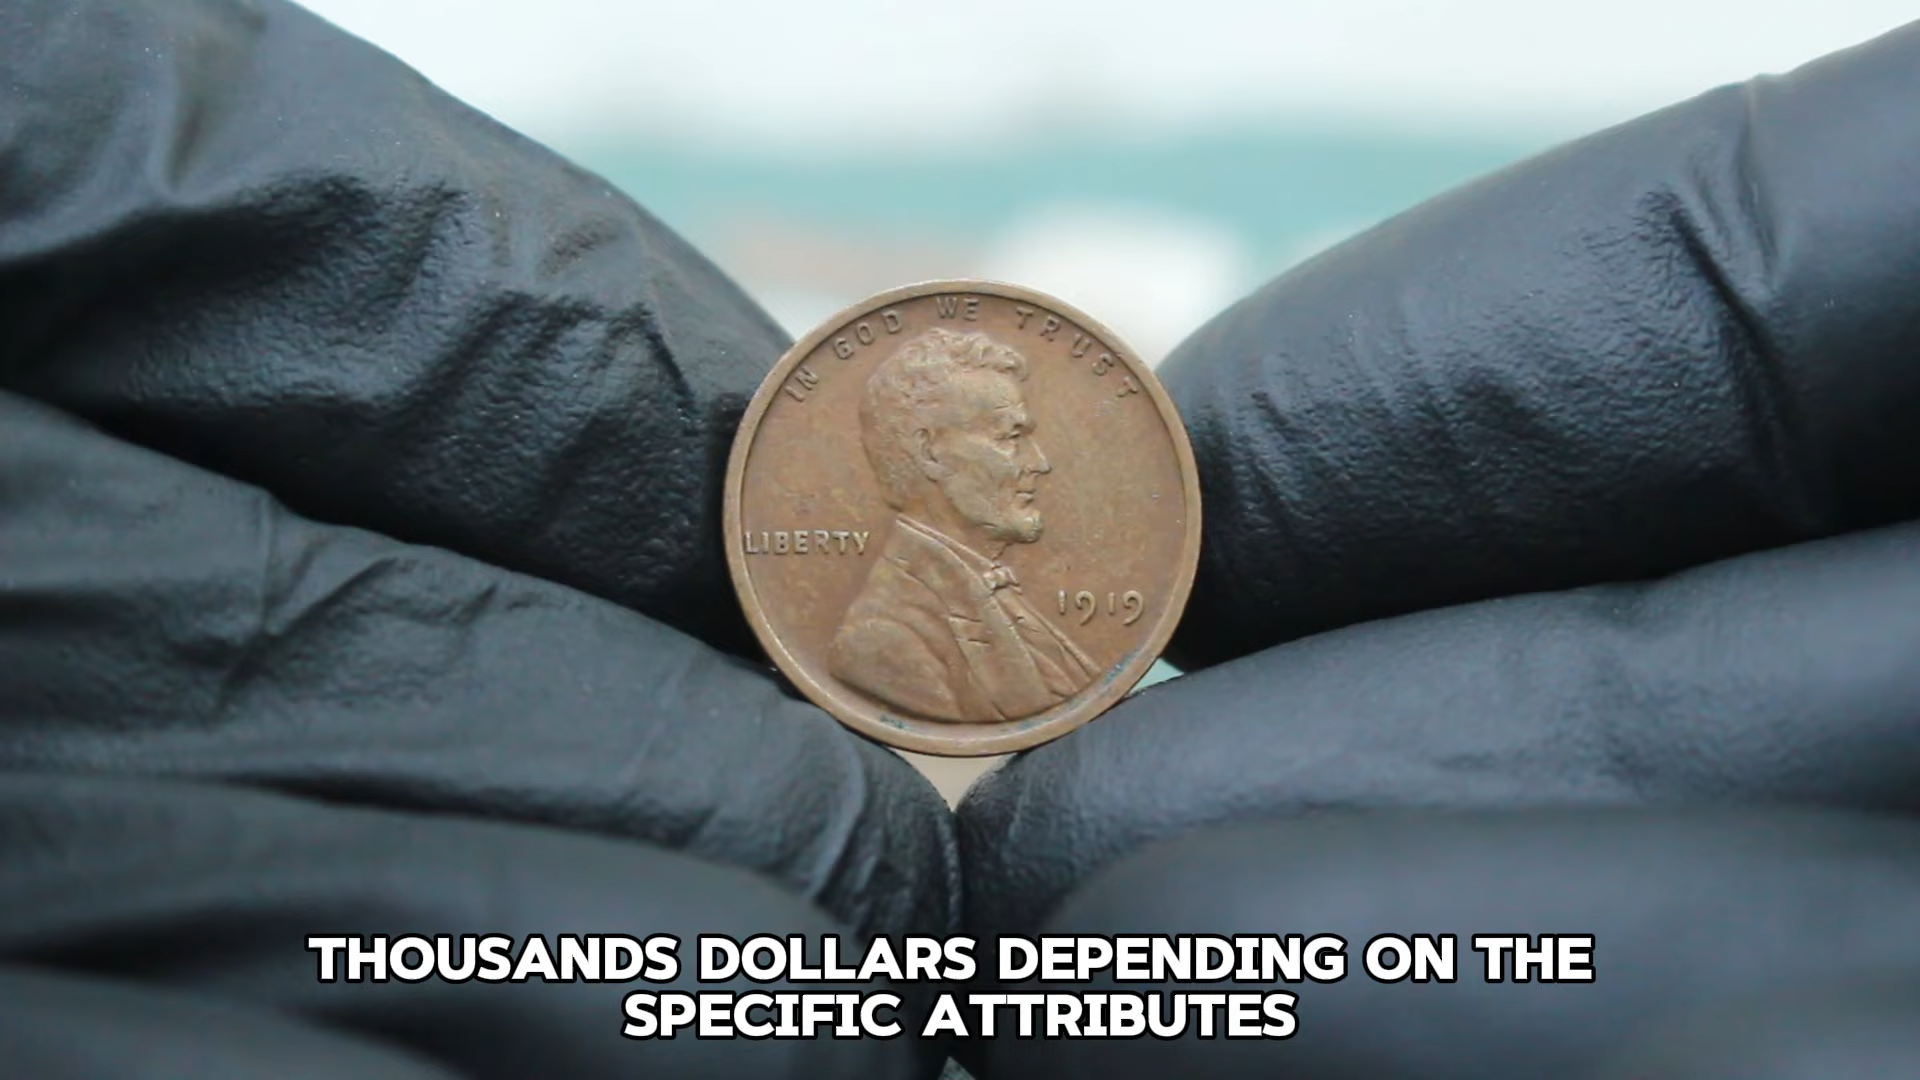 IN GOD WE TRUST
LIBERTY
1919
THOUSANDS DOLLARS DEPENDING ON THE
SPECIFIC ATTRIBUTES